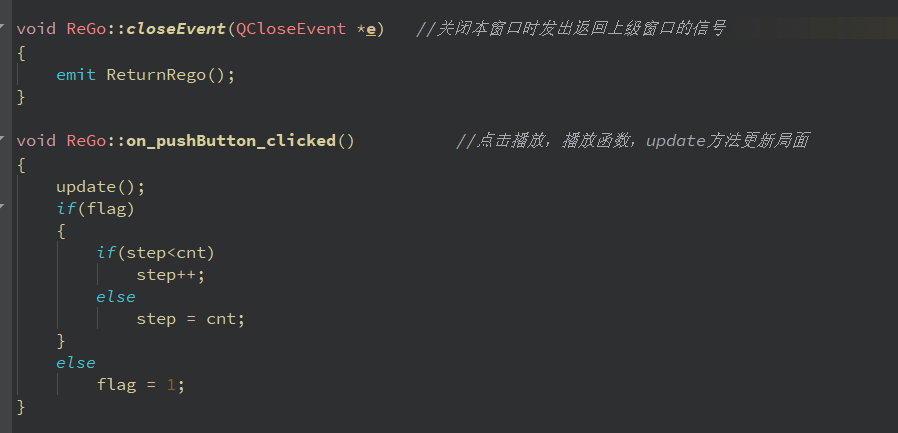 void ReGo::closeEvent(QCloseEvent *e)   //关闭本窗口时发出返回上级窗口的信号
{
    emit ReturnRego();
}
void ReGo::on_pushButton_clicked()          //点击播放，播放函数，update方法更新局面
{
    update();
    if(flag)
    {
        if(step<cnt)
            step++;
        else
            step = cnt;
    }
    else
        flag = 1;
}